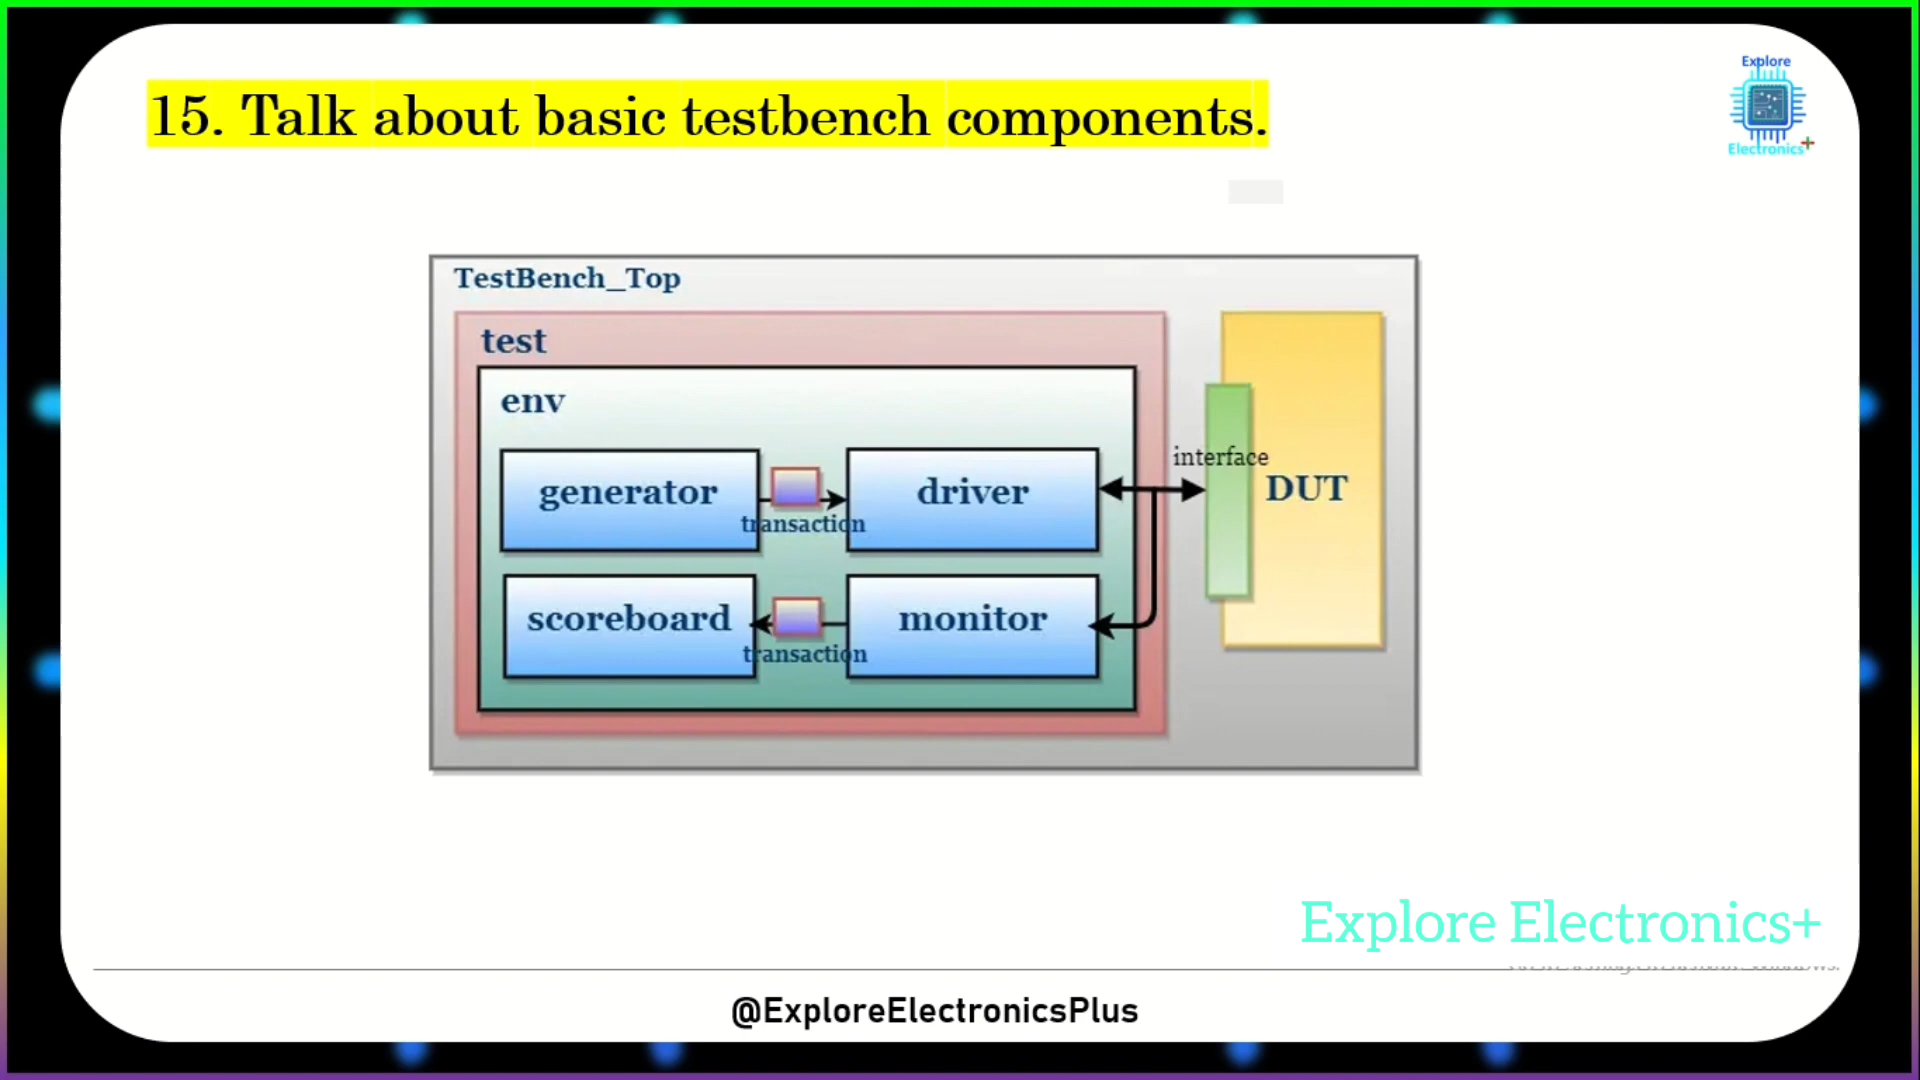 15. Talk about basic testbench components.
Explore
Electronics+
TestBench_Top
test
env
generator
transaction
driver
interface
DUT
scoreboard
transaction
monitor
Explore Electronics+
@ExploreElectronicsPlus